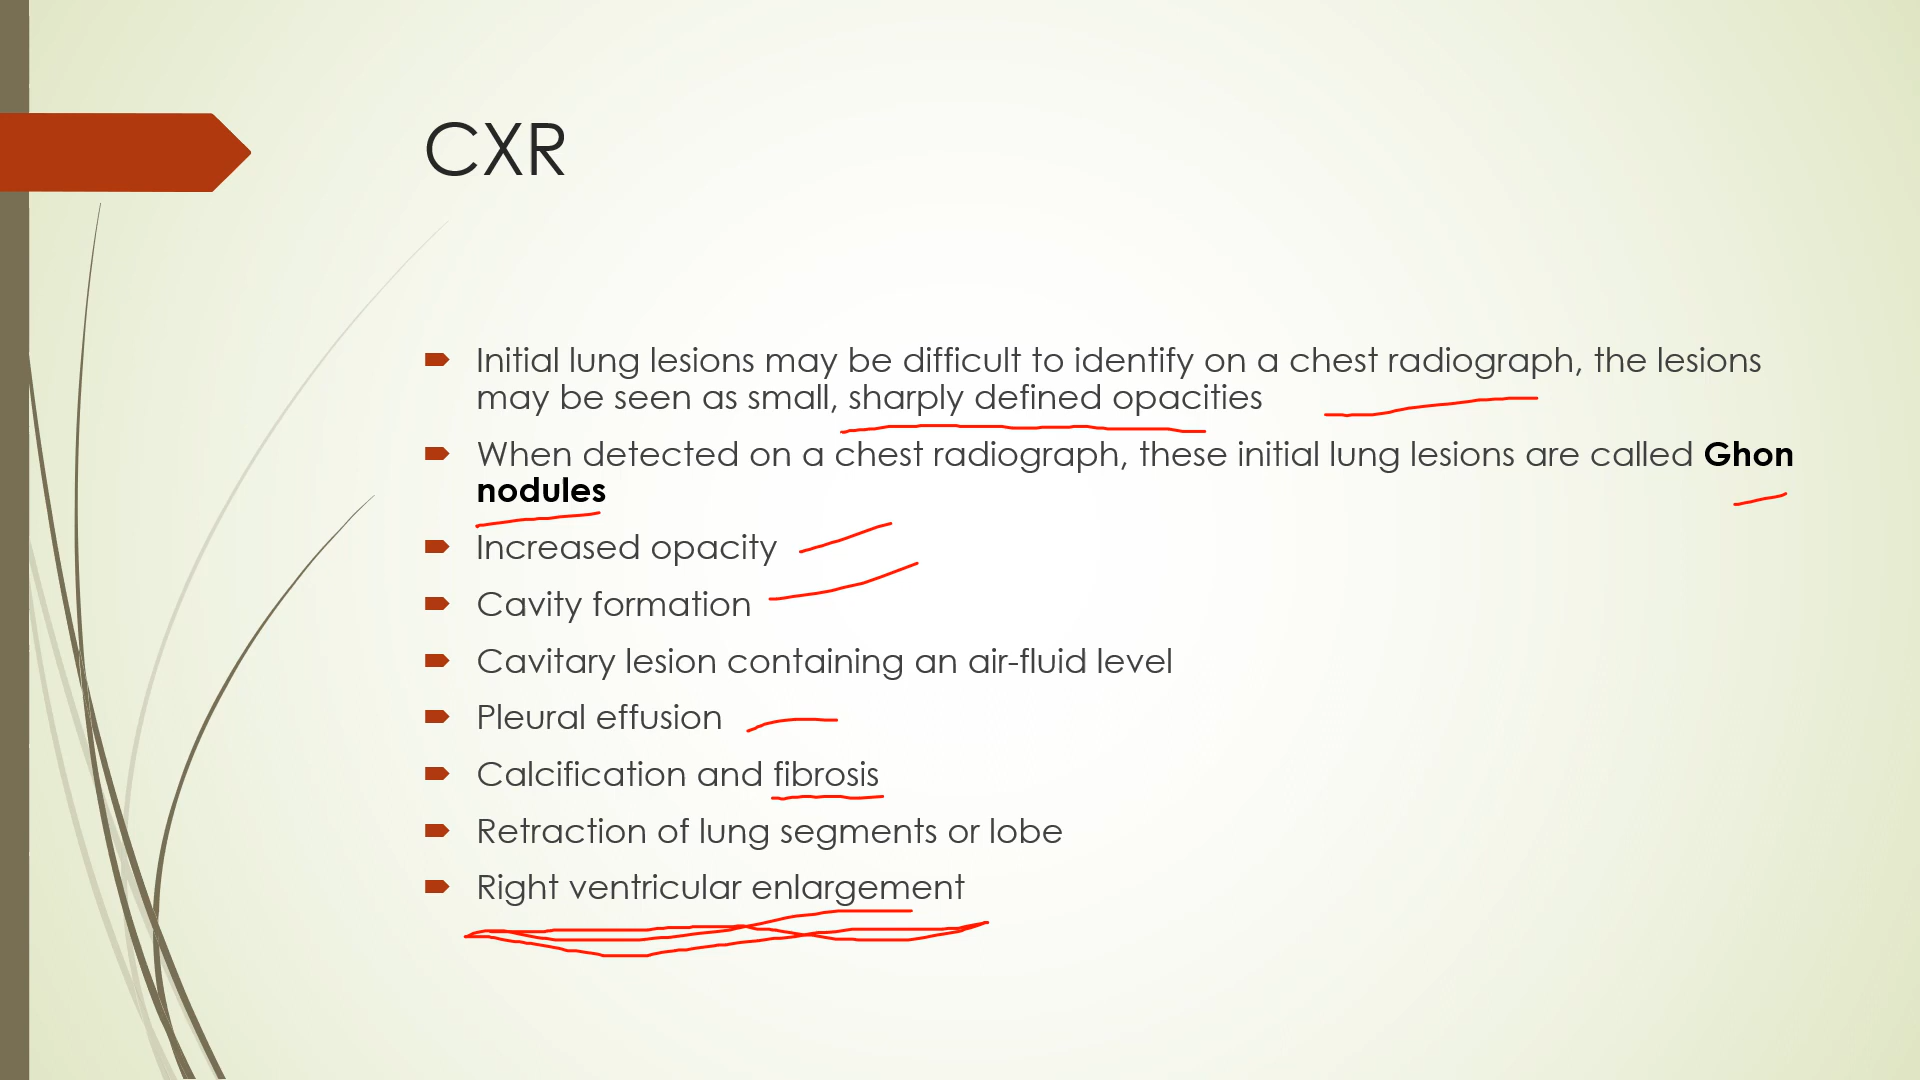 CXR
Initial lung lesions may be difficult to identify on a chest radiograph, the lesions
may be seen as small, sharply defined opacities
When detected on a chest radiograph, these initial lung lesions are called Ghon
nodules
Increased opacity
Cavity formation
Cavitary lesion containing an air-fluid level
Pleural effusion
Calcification and fibrosis
Retraction of lung segments or lobe
Right ventricular enlargement